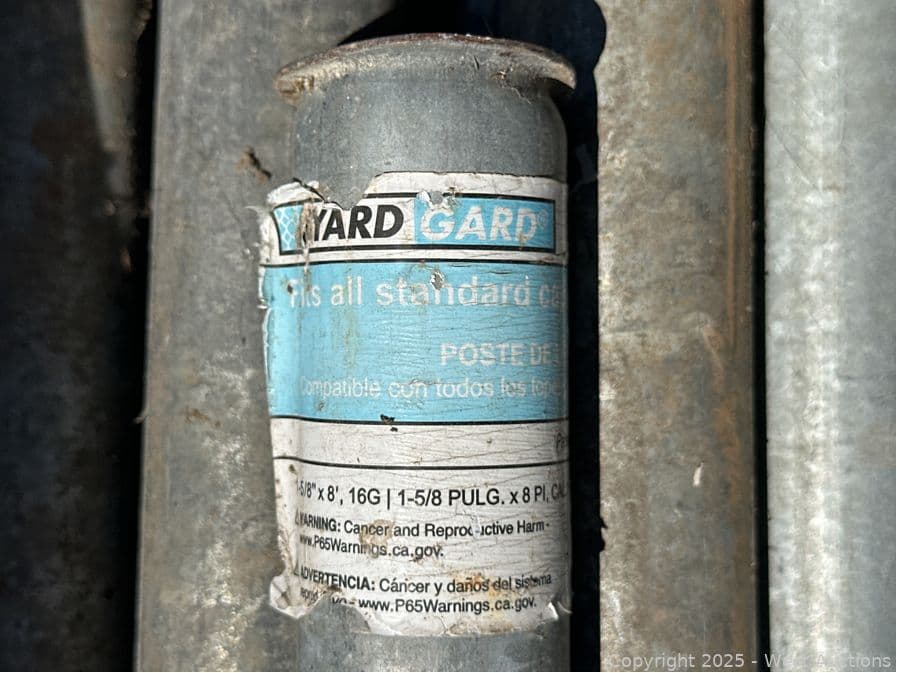 YARD GARD®
Fits all standard
POSTE DE
Compatible con todos los
1-5/8" x 8', 16G | 1-5/8 PULG. x 8 PI,
WARNING: Cancer and Reproductive Harm -
www.P65Warnings.ca.gov.
ADVERTENCIA: Cáncer y daños del sistema
www.P65Warnings.ca.gov.
Copyright 2025 - Auctions